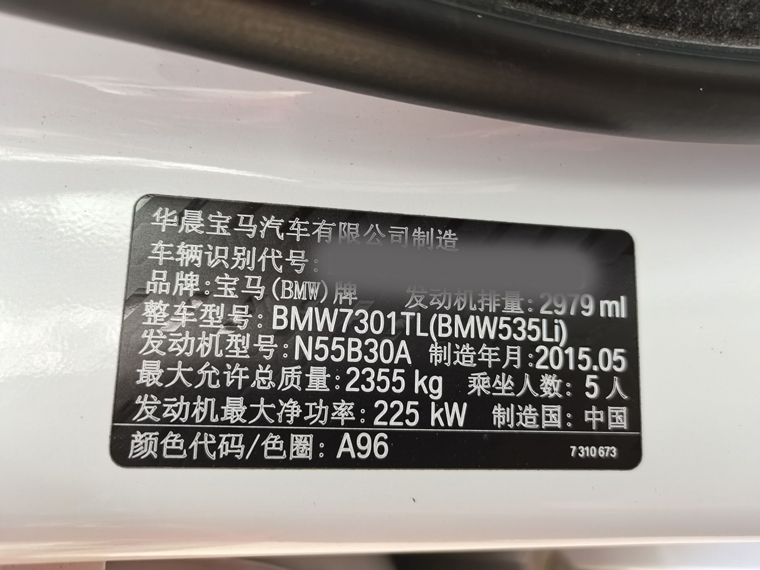 华晨宝马汽车有限公司制造
车辆识别代号:
品牌:宝马(BMW)牌 发动机排量:2979 ml
整车型号:BMW7301TL(BMW535Li)
发动机型号:N55B30A 制造年月:2015.05
最大允许总质量:2355 kg 乘坐人数:5人
发动机最大净功率:225 kW 制造国:中国
颜色代码/色圈:A96 7 310 673